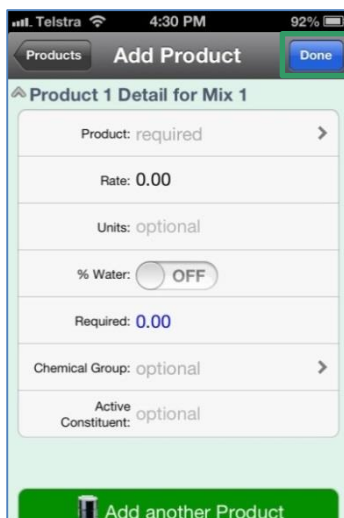 Telstra 4:30 PM 92%
Products Add Product Done
Product 1 Detail for Mix 1
Product: required
Rate: 0.00
Units: optional
% Water: OFF
Required: 0.00
Chemical Group: optional
Active
Constituent: optional
Add another Product